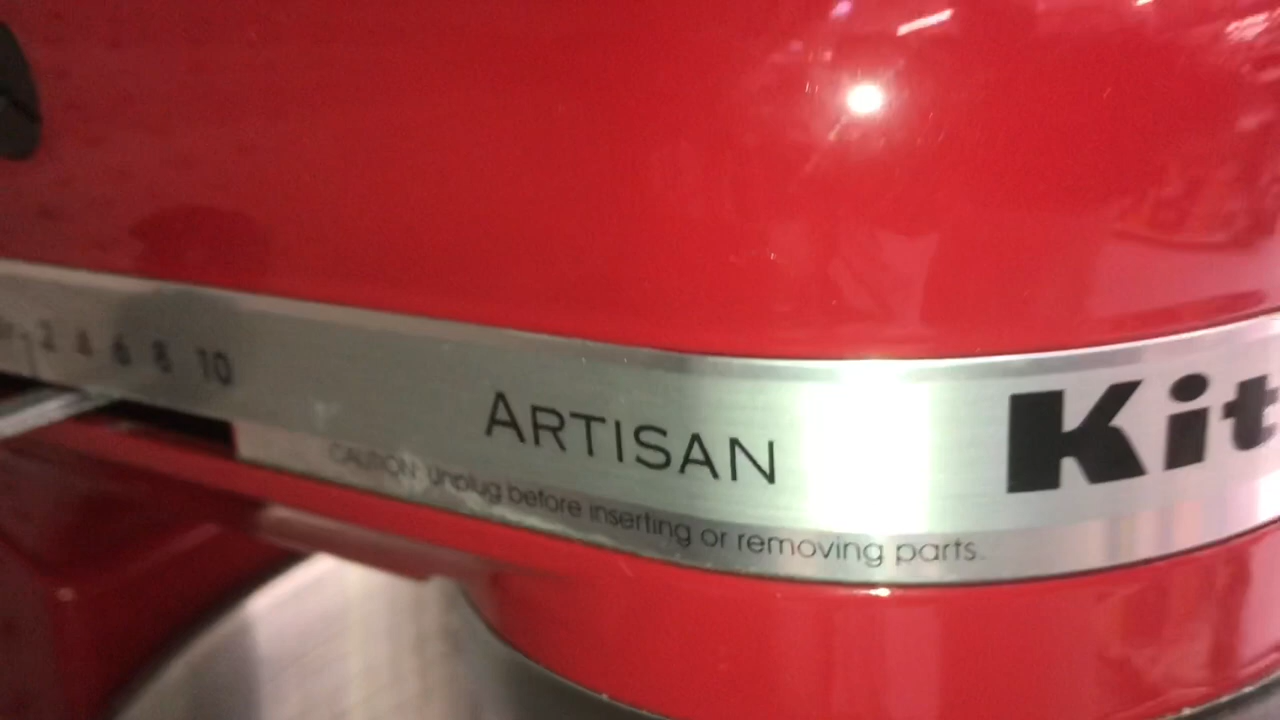 2 4 6 8 10
ARTISAN
Kit
CAUTION: Unplug before inserting or removing parts.